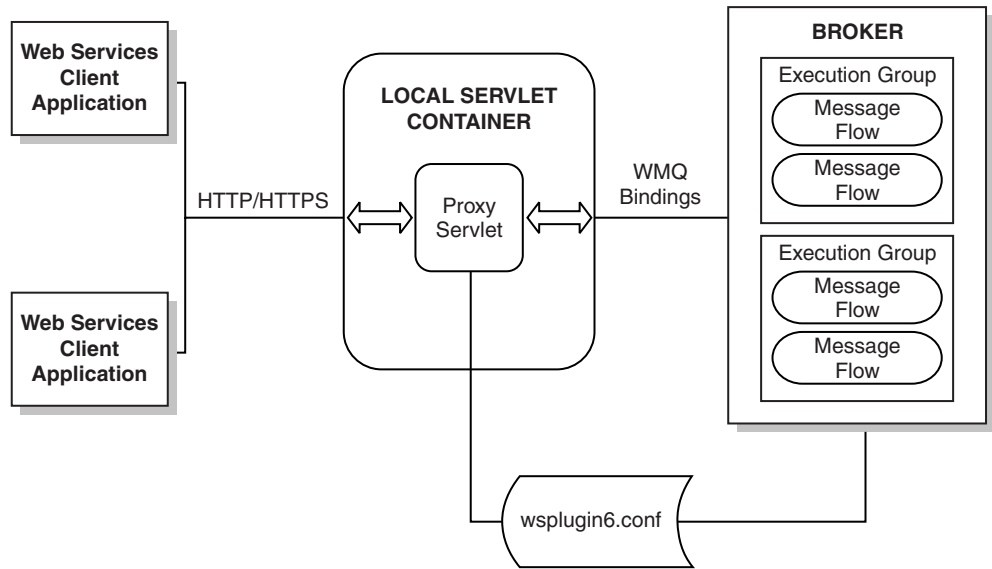 Web Services
Client
Application
Web Services
Client
Application
HTTP/HTTPS
LOCAL SERVLET
CONTAINER
Proxy
Servlet
WMQ
Bindings
BROKER
Execution Group
Message
Flow
Message
Flow
Execution Group
Message
Flow
Message
Flow
wsplugin6.conf